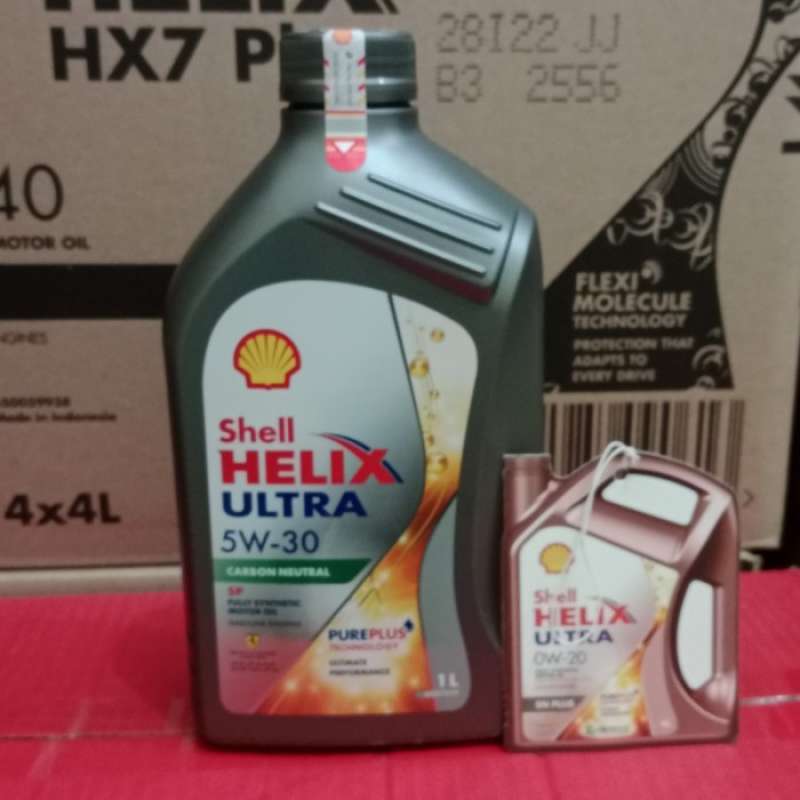 HELIX
HX7 Pl
28I22 JJ
B3 2556
40
MOTOR OIL
FLEXI
MOLECULE
TECHNOLOGY
PROTECTION THAT
ADAPTS TO
EVERY DRIVE
Made in Indonesia
4x4L
Shell
HELIX
ULTRA
5W-30
CARBON NEUTRAL
SP
FULLY SYNTHETIC
MOTOR OIL
PUREPLUS+
TECHNOLOGY
ULTIMATE
PERFORMANCE
1L
Shell
HELIX
ULTRA
0W-20
SN PLUS